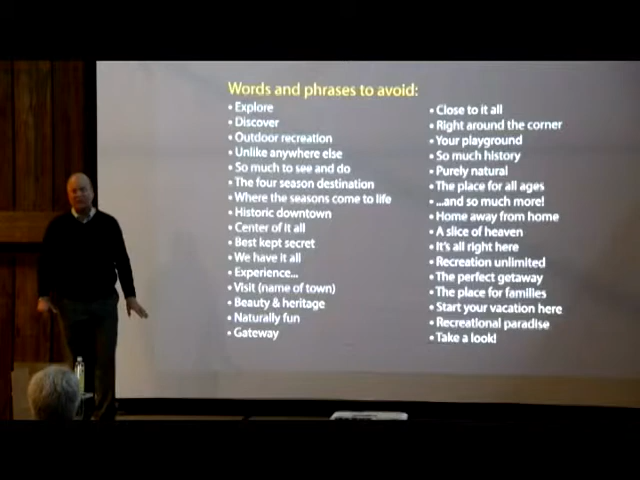 Words and phrases to avoid:
• Explore
• Discover
• Outdoor recreation
• Unlike anywhere else
• So much to see and do
• The four season destination
• Where the seasons come to life
• Historic downtown
• Center of it all
• Best kept secret
• We have it all
• Experience...
• Visit (name of town)
• Beauty & heritage
• Naturally fun
• Gateway
• Close to it all
• Right around the corner
• Your playground
• So much history
• Purely natural
• The place for all ages
• ...and so much more!
• Home away from home
• A slice of heaven
• It's all right here
• Recreation unlimited
• The perfect getaway
• The place for families
• Start your vacation here
• Recreational paradise
• Take a look!